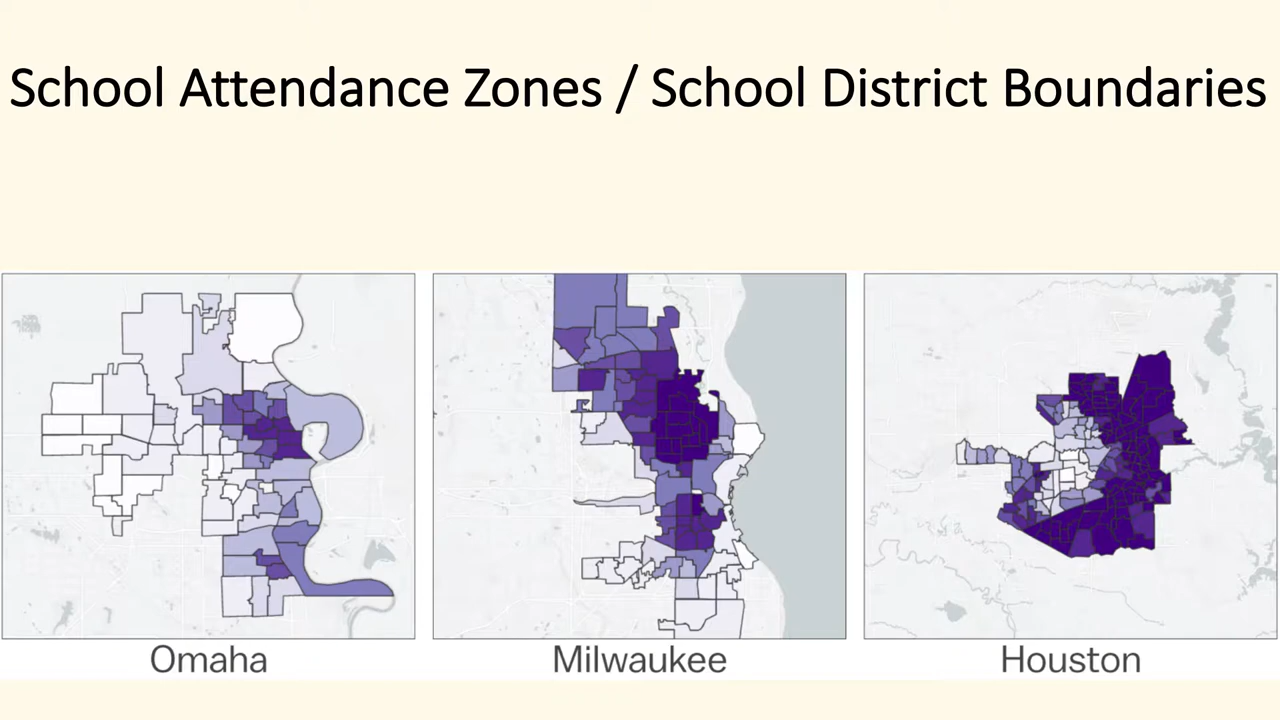 School Attendance Zones / School District Boundaries
Omaha
Milwaukee
Houston